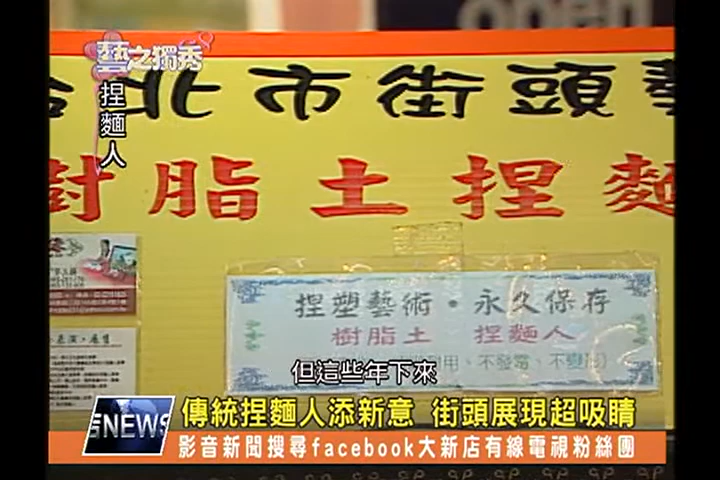 藝之獨秀
捏麵人
台北市街頭藝
樹脂土捏麵
捏塑藝術・永久保存
樹脂土 捏麵人
不發霉、不變形
但這些年下來
NEWS
傳統捏麵人添新意 街頭展現超吸睛
影音新聞搜尋facebook大新店有線電視粉絲團